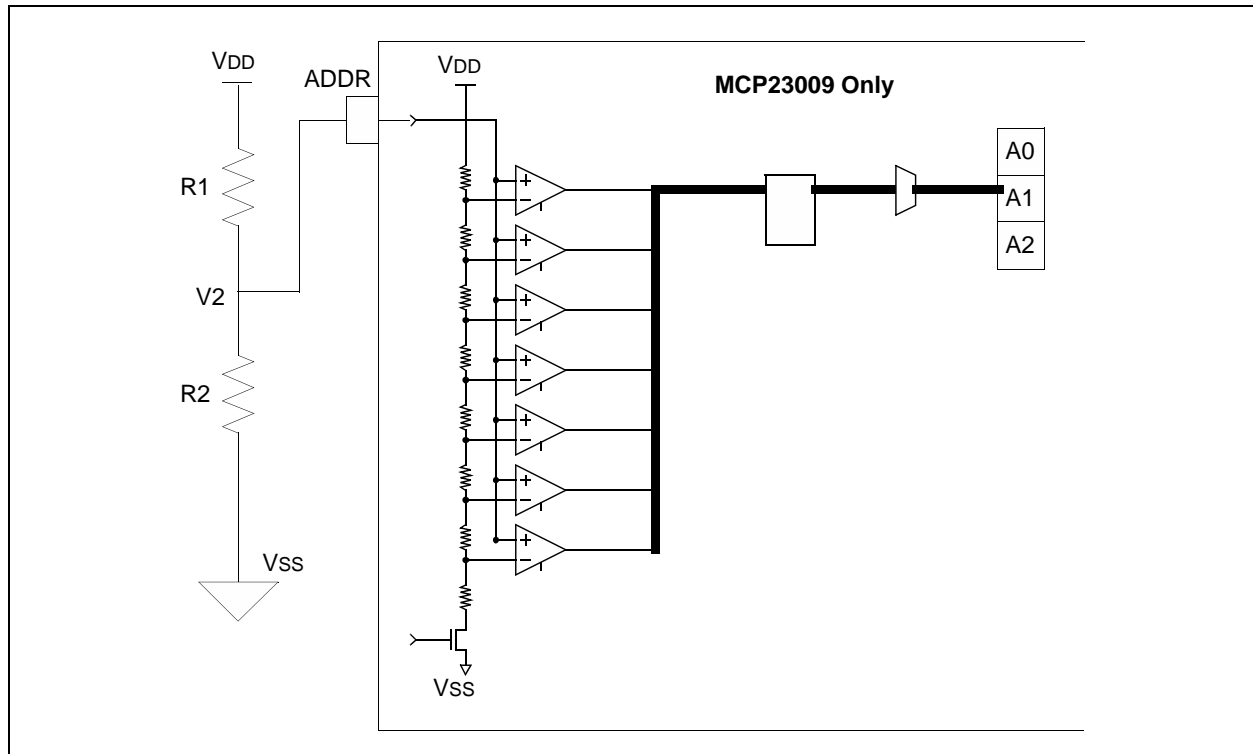 VDD
ADDR
VDD
MCP23009 Only
R1
V2
R2
VSS
+
−
+
−
+
−
+
−
+
−
+
−
+
−
VSS
A0
A1
A2